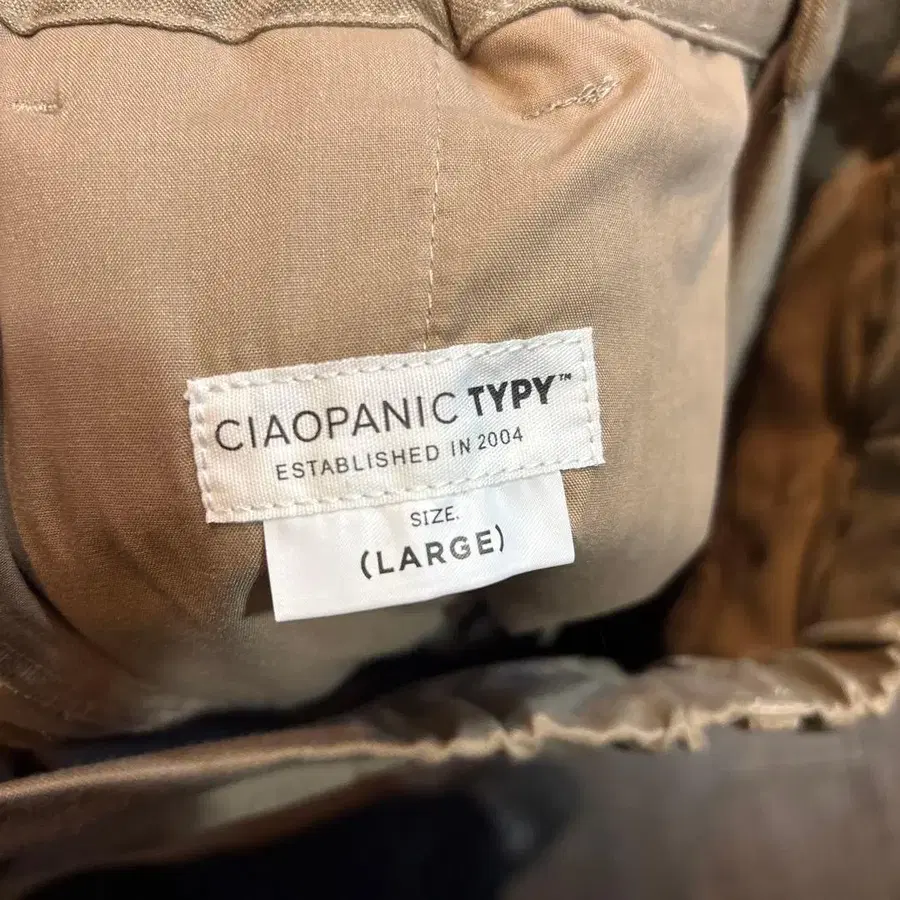 CIAOPANIC TYPY™
ESTABLISHED IN 2004
SIZE.
(LARGE)